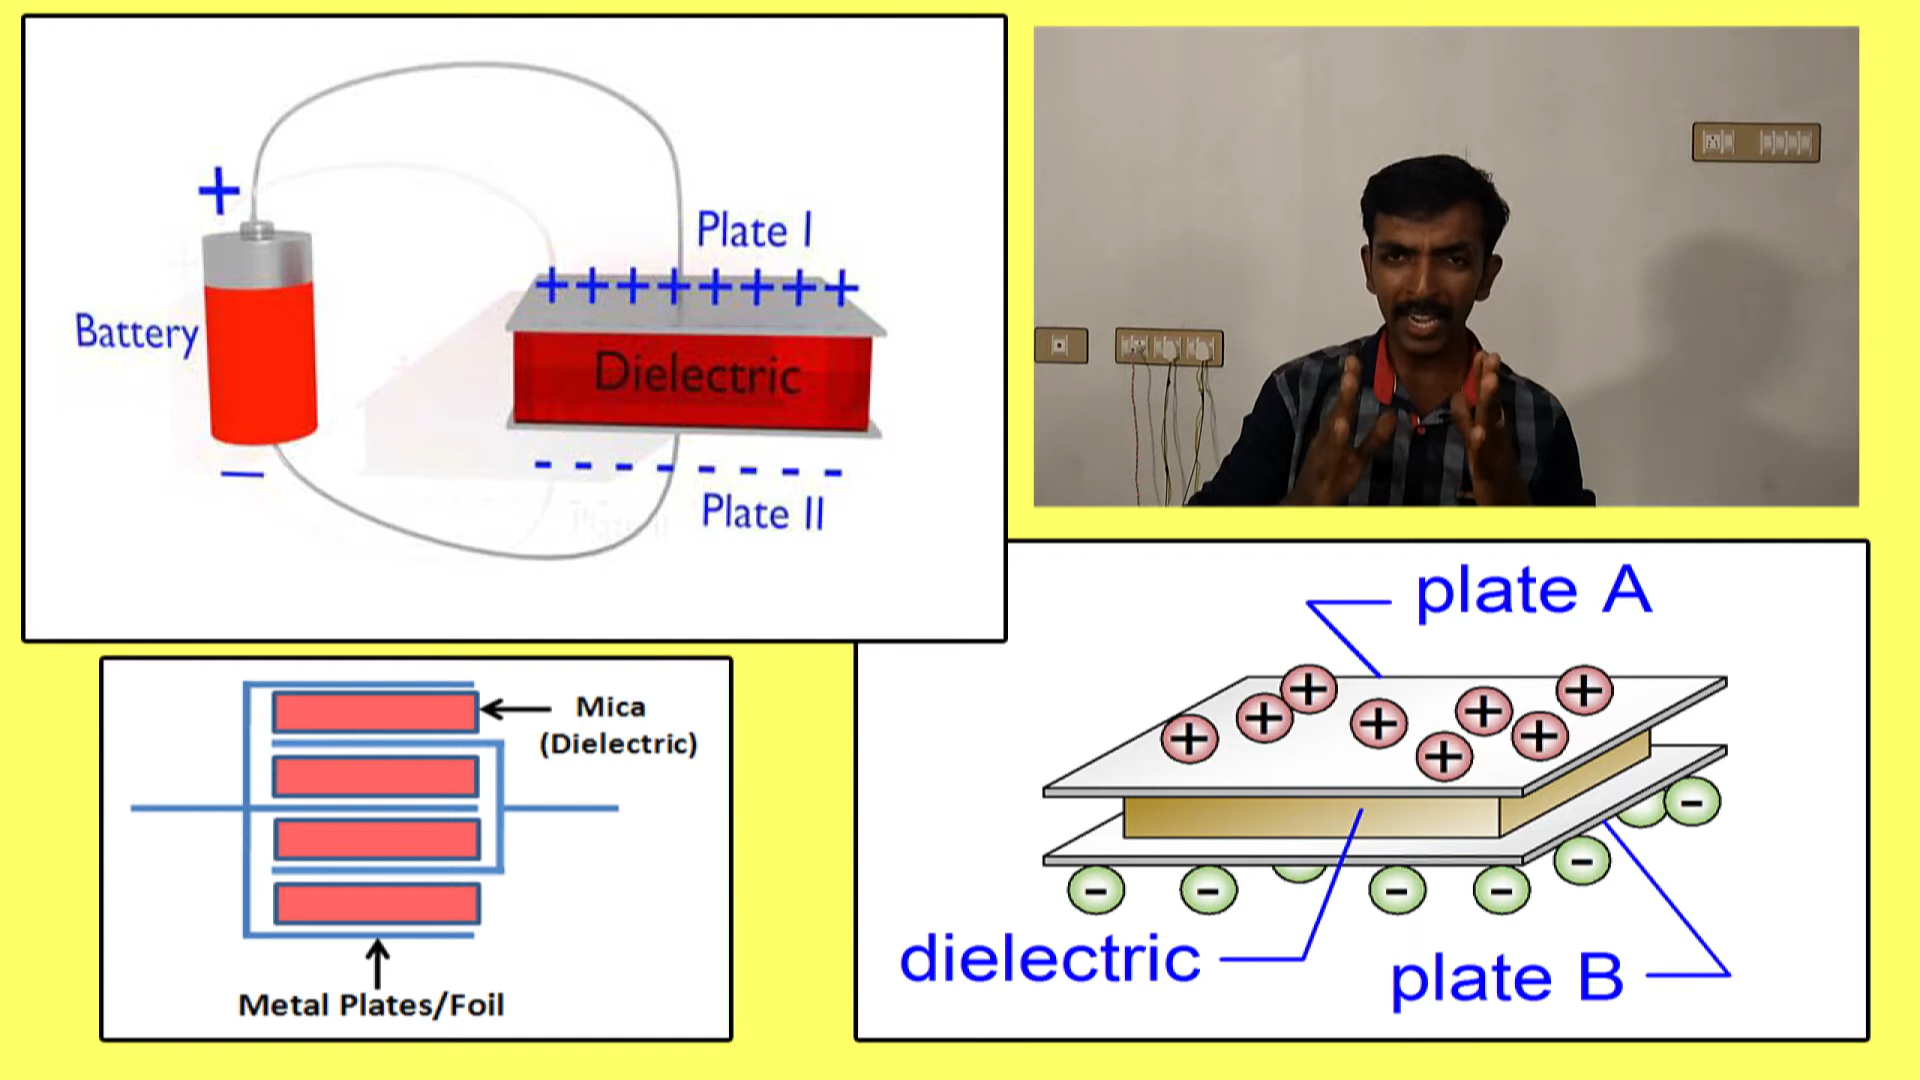 +
Plate I
+ + + + + + + +
Battery
Dielectric
- - - - - - - -
—
Plate II
plate A
+ + + + + + + +
- - - - - - -
dielectric
plate B
Mica
(Dielectric)
Metal Plates/Foil